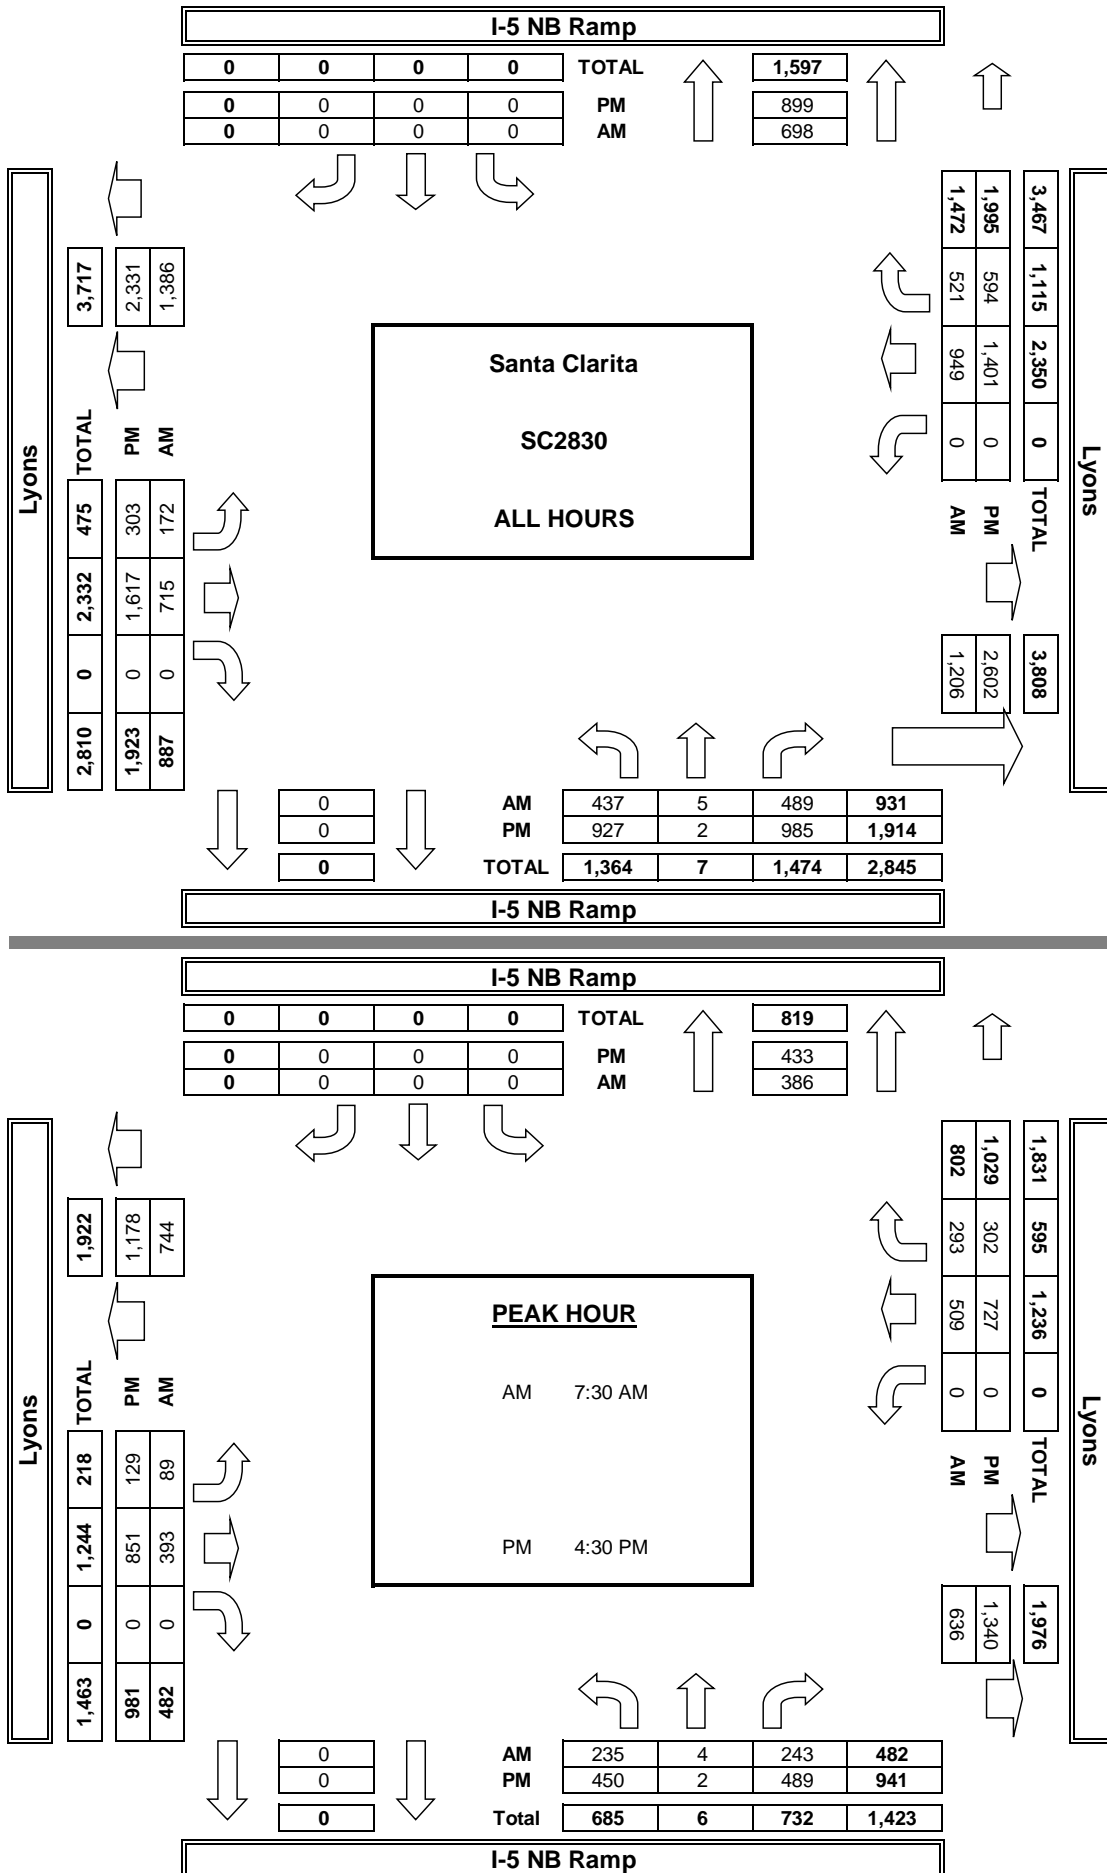 I-5 NB Ramp
0 0 0 0 TOTAL 1,597
0 0 0 0 PM 899
0 0 0 0 AM 698
Lyons
3,717
2,331
1,386
TOTAL 475 2,332 0 2,810
PM 303 1,617 0 1,923
AM 172 715 0 887
Santa Clarita
SC2830
ALL HOURS
3,467 1,115 2,350 0 TOTAL 3,808
1,995 594 1,401 0 PM 2,602
1,472 521 949 0 AM 1,206
Lyons
0 AM 437 5 489 931
0 PM 927 2 985 1,914
0 TOTAL 1,364 7 1,474 2,845
I-5 NB Ramp
I-5 NB Ramp
0 0 0 0 TOTAL 819
0 0 0 0 PM 433
0 0 0 0 AM 386
Lyons
1,922
1,178
744
TOTAL 218 1,244 0 1,463
PM 129 851 0 981
AM 89 393 0 482
PEAK HOUR
AM 7:30 AM
PM 4:30 PM
1,831 595 1,236 0 TOTAL 1,976
1,029 302 727 0 PM 1,340
802 293 509 0 AM 636
Lyons
0 AM 235 4 243 482
0 PM 450 2 489 941
0 Total 685 6 732 1,423
I-5 NB Ramp